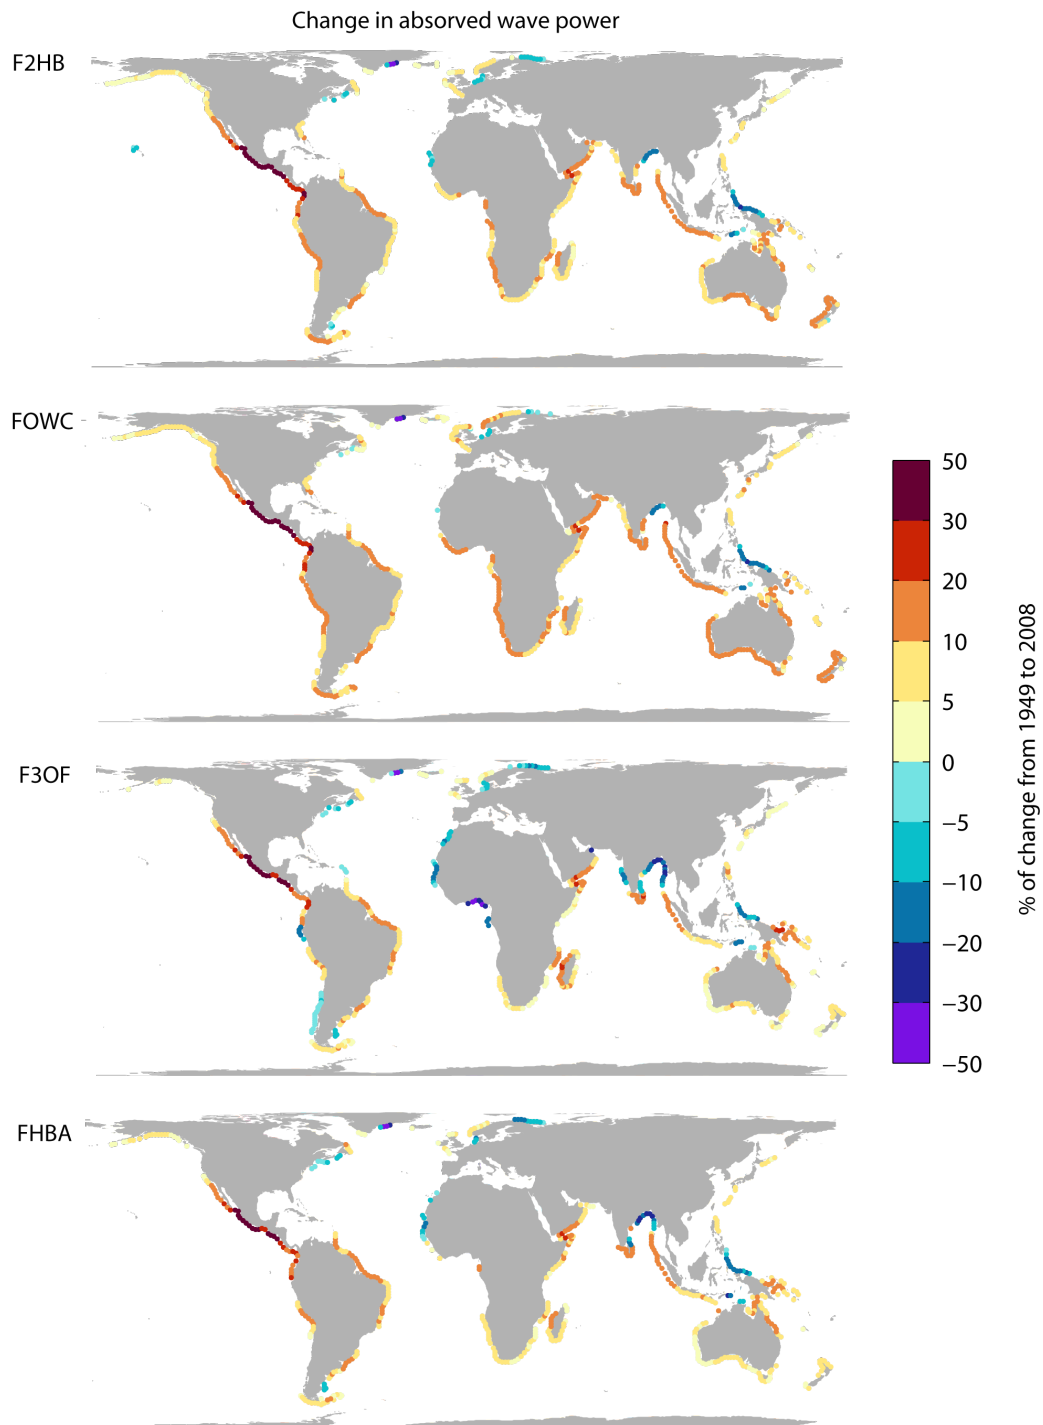 Change in absorved wave power
F2HB
FOWC
50
30
20
10
5
0
−5
−10
−20
−30
−50
% of change from 1949 to 2008
F3OF
FHBA